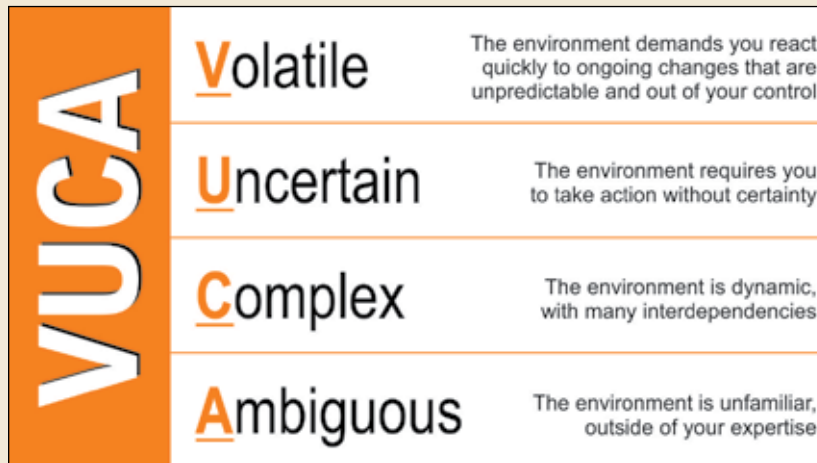 VUCA
Volatile
The environment demands you react
quickly to ongoing changes that are
unpredictable and out of your control
Uncertain
The environment requires you
to take action without certainty
Complex
The environment is dynamic,
with many interdependencies
Ambiguous
The environment is unfamiliar,
outside of your expertise